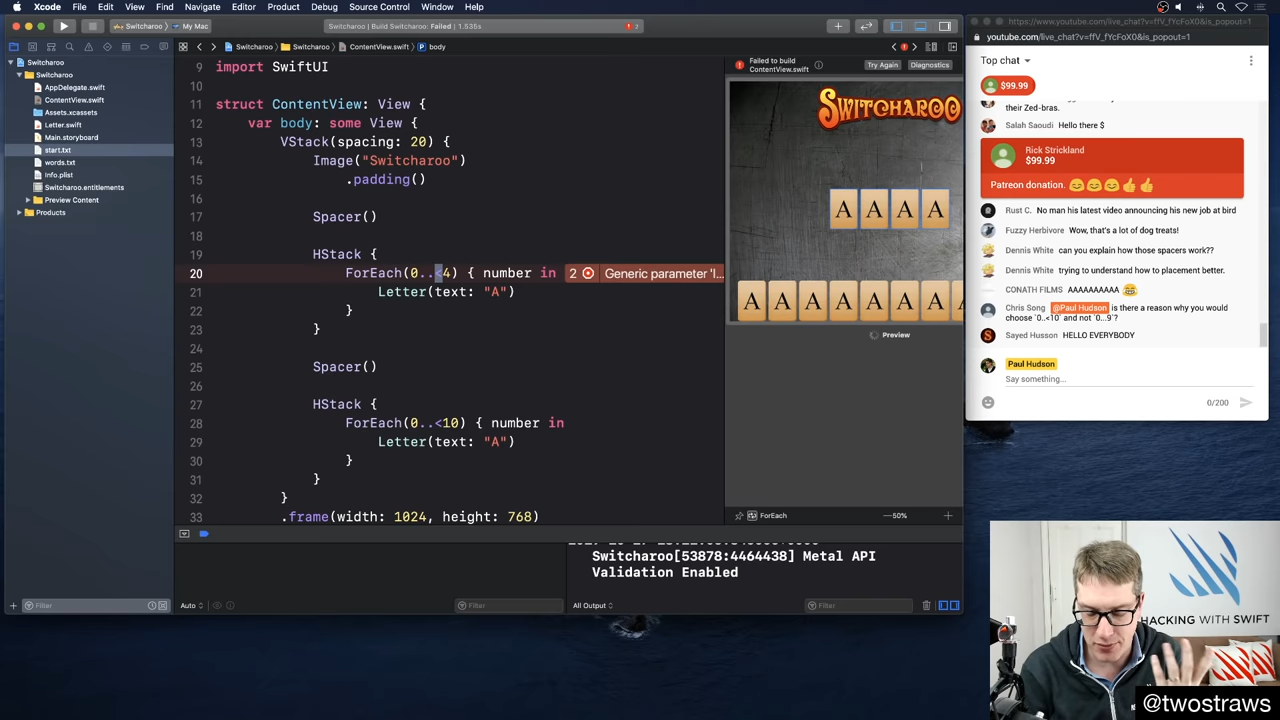 Xcode File Edit View Find Navigate Editor Product Debug Source Control Window Help
https://www.youtube.com/live_chat?v=ffV_fYcFoX0&is_popout=1
Switcharoo My Mac
Switcharoo | Build Switcharoo: Failed | 1.535s
youtube.com/live_chat?v=ffV_fYcFoX0&is_popout=1
Switcharoo Switcharoo ContentView.swift body
Switcharoo
Switcharoo
AppDelegate.swift
ContentView.swift
Assets.xcassets
Letter.swift
Main.storyboard
start.txt
words.txt
Info.plist
Switcharoo.entitlements
Preview Content
Products
Filter
9 import SwiftUI
10
11 struct ContentView: View {
12 var body: some View {
13 VStack(spacing: 20) {
14 Image("Switcharoo")
15 .padding()
16
17 Spacer()
18
19 HStack {
20 ForEach(0..<4) { number in 2 Generic parameter 'I...
21 Letter(text: "A")
22 }
23 }
24
25 Spacer()
26
27 HStack {
28 ForEach(0..<10) { number in
29 Letter(text: "A")
30 }
31 }
32 }
33 .frame(width: 1024, height: 768)
Failed to build
ContentView.swift
Try Again
Diagnostics
SWITCHAROO
A A A A
A A A A A A A A
Preview
ForEach
50%
Switcharoo[53878:4464438] Metal API
Validation Enabled
Auto
Filter
All Output
Filter
Top chat
$99.99
their Zed-bras.
Salah Saoudi Hello there $
Rick Strickland
$99.99
Patreon donation. 😊😊😊👍👍
Rust C. No man his latest video announcing his new job at bird
Fuzzy Herbivore Wow, that's a lot of dog treats!
Dennis White can you explain how those spacers work??
Dennis White trying to understand how to placement better.
CONATH FILMS AAAAAAAAAA 😁
Chris Song @Paul Hudson is there a reason why you would
choose `0..<10` and not `0...9`?
Sayed Husson HELLO EVERYBODY
Paul Hudson
Say something...
0/200
HACKING WITH SWIFT
@twostraws